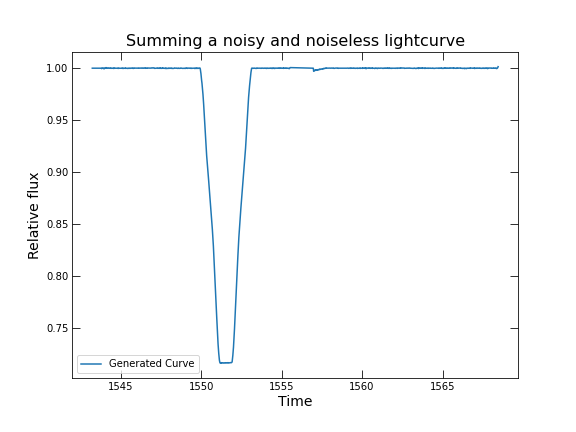 Summing a noisy and noiseless lightcurve
1.00
0.95
0.90
0.85
0.80
0.75
Relative flux
Generated Curve
1545 1550 1555 1560 1565
Time